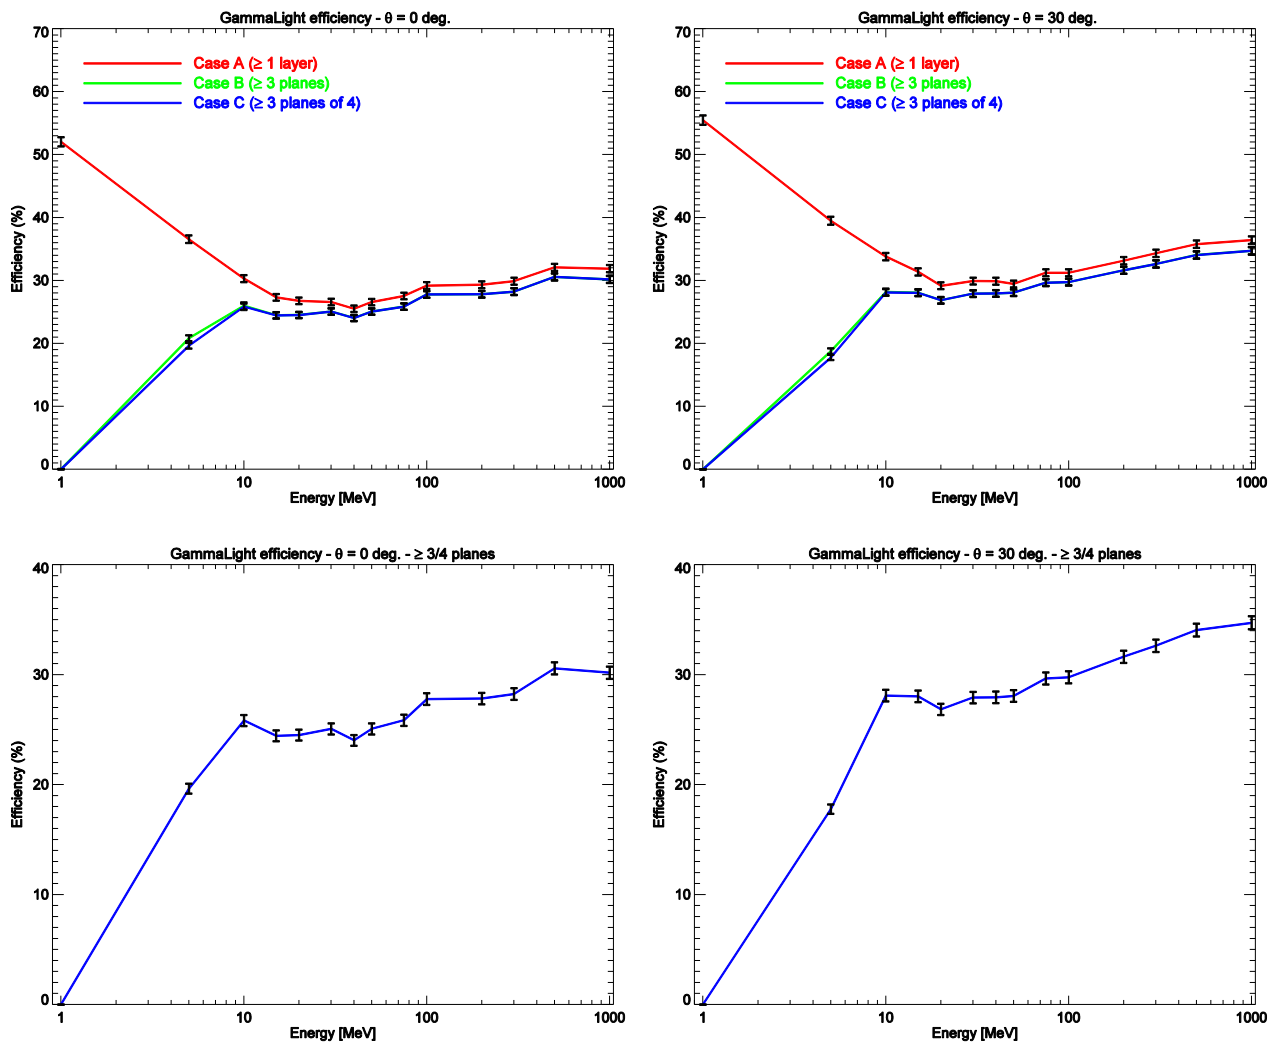 GammaLight efficiency - θ = 0 deg.
70
60
50
40
30
20
10
0
Efficiency (%)
Case A (≥ 1 layer)
Case B (≥ 3 planes)
Case C (≥ 3 planes of 4)
1
10
100
1000
Energy [MeV]
GammaLight efficiency - θ = 30 deg.
70
60
50
40
30
20
10
0
Efficiency (%)
Case A (≥ 1 layer)
Case B (≥ 3 planes)
Case C (≥ 3 planes of 4)
1
10
100
1000
Energy [MeV]
GammaLight efficiency - θ = 0 deg. - ≥ 3/4 planes
40
30
20
10
0
Efficiency (%)
1
10
100
1000
Energy [MeV]
GammaLight efficiency - θ = 30 deg. - ≥ 3/4 planes
40
30
20
10
0
Efficiency (%)
1
10
100
1000
Energy [MeV]